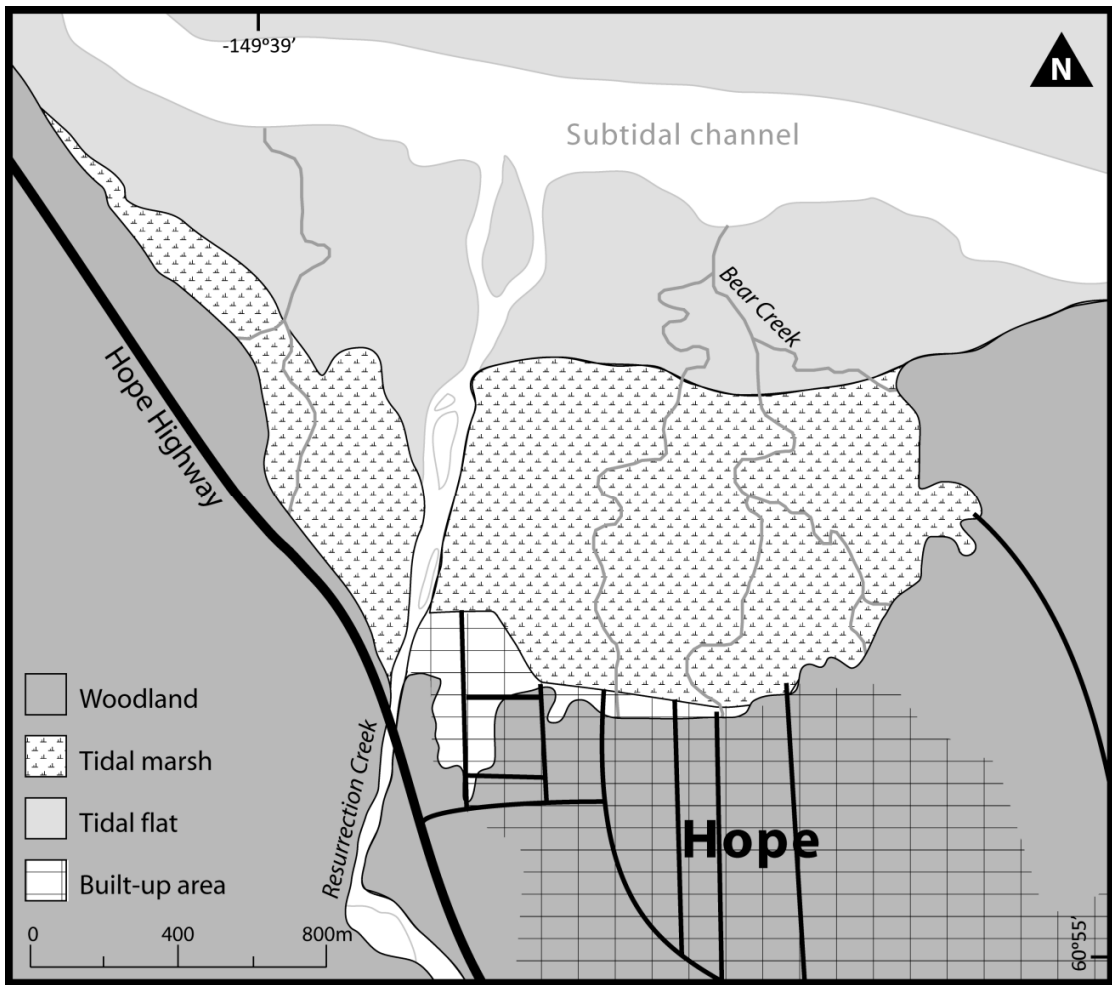 -149°39'
N
Subtidal channel
Bear Creek
Hope Highway
Woodland
Tidal marsh
Tidal flat
Built-up area
Resurrection Creek
Hope
0 400 800m
60°55'